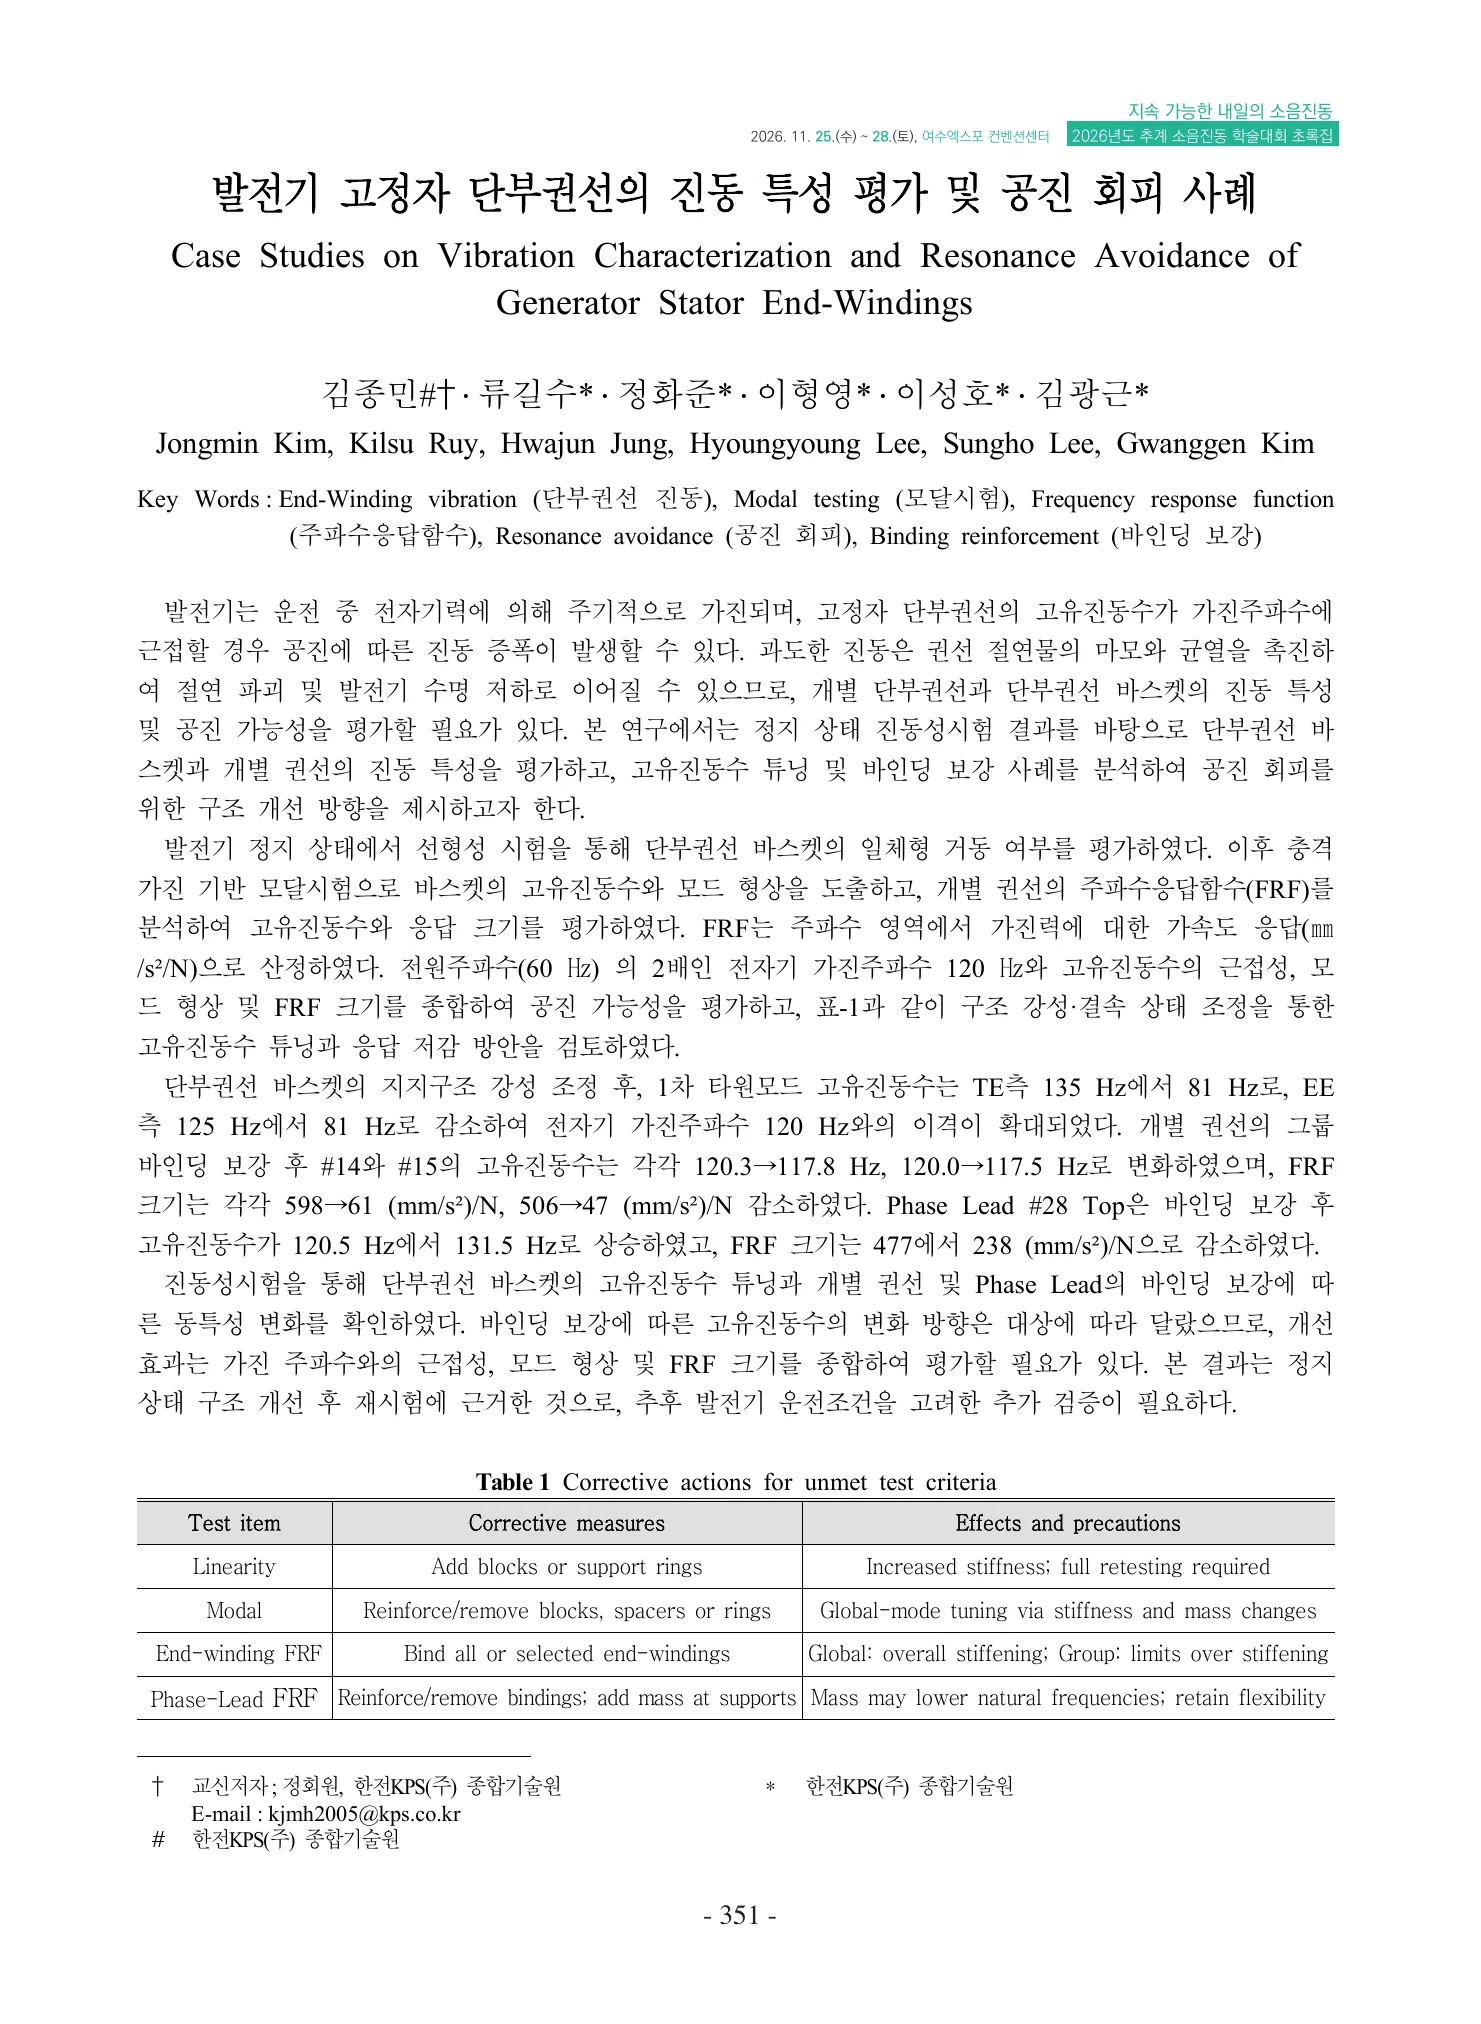 지속 가능한 내일의 소음진동
2026. 11. 25.(수) ~ 28.(토), 여수엑스포 컨벤션센터 2026년도 추계 소음진동 학술대회 초록집
발전기 고정자 단부권선의 진동 특성 평가 및 공진 회피 사례
Case Studies on Vibration Characterization and Resonance Avoidance of
Generator Stator End-Windings
김종민#†·류길수*·정화준*·이형영*·이성호*·김광근*
Jongmin Kim, Kilsu Ruy, Hwajun Jung, Hyoungyoung Lee, Sungho Lee, Gwanggen Kim
Key Words : End-Winding vibration (단부권선 진동), Modal testing (모달시험), Frequency response function
(주파수응답함수), Resonance avoidance (공진 회피), Binding reinforcement (바인딩 보강)
발전기는 운전 중 전자기력에 의해 주기적으로 가진되며, 고정자 단부권선의 고유진동수가 가진주파수에
근접할 경우 공진에 따른 진동 증폭이 발생할 수 있다. 과도한 진동은 권선 절연물의 마모와 균열을 촉진하
여 절연 파괴 및 발전기 수명 저하로 이어질 수 있으므로, 개별 단부권선과 단부권선 바스켓의 진동 특성
및 공진 가능성을 평가할 필요가 있다. 본 연구에서는 정지 상태 진동성시험 결과를 바탕으로 단부권선 바
스켓과 개별 권선의 진동 특성을 평가하고, 고유진동수 튜닝 및 바인딩 보강 사례를 분석하여 공진 회피를
위한 구조 개선 방향을 제시하고자 한다.
발전기 정지 상태에서 선형성 시험을 통해 단부권선 바스켓의 일체형 거동 여부를 평가하였다. 이후 충격
가진 기반 모달시험으로 바스켓의 고유진동수와 모드 형상을 도출하고, 개별 권선의 주파수응답함수(FRF)를
분석하여 고유진동수와 응답 크기를 평가하였다. FRF는 주파수 영역에서 가진력에 대한 가속도 응답(㎜
/s²/N)으로 산정하였다. 전원주파수(60 ㎐) 의 2배인 전자기 가진주파수 120 ㎐와 고유진동수의 근접성, 모
드 형상 및 FRF 크기를 종합하여 공진 가능성을 평가하고, 표-1과 같이 구조 강성·결속 상태 조정을 통한
고유진동수 튜닝과 응답 저감 방안을 검토하였다.
단부권선 바스켓의 지지구조 강성 조정 후, 1차 타원모드 고유진동수는 TE측 135 Hz에서 81 Hz로, EE
측 125 Hz에서 81 Hz로 감소하여 전자기 가진주파수 120 Hz와의 이격이 확대되었다. 개별 권선의 그룹
바인딩 보강 후 #14와 #15의 고유진동수는 각각 120.3→117.8 Hz, 120.0→117.5 Hz로 변화하였으며, FRF
크기는 각각 598→61 (mm/s²)/N, 506→47 (mm/s²)/N 감소하였다. Phase Lead #28 Top은 바인딩 보강 후
고유진동수가 120.5 Hz에서 131.5 Hz로 상승하였고, FRF 크기는 477에서 238 (mm/s²)/N으로 감소하였다.
진동성시험을 통해 단부권선 바스켓의 고유진동수 튜닝과 개별 권선 및 Phase Lead의 바인딩 보강에 따
른 동특성 변화를 확인하였다. 바인딩 보강에 따른 고유진동수의 변화 방향은 대상에 따라 달랐으므로, 개선
효과는 가진 주파수와의 근접성, 모드 형상 및 FRF 크기를 종합하여 평가할 필요가 있다. 본 결과는 정지
상태 구조 개선 후 재시험에 근거한 것으로, 추후 발전기 운전조건을 고려한 추가 검증이 필요하다.
Table 1 Corrective actions for unmet test criteria
Test item Corrective measures Effects and precautions
Linearity Add blocks or support rings Increased stiffness; full retesting required
Modal Reinforce/remove blocks, spacers or rings Global-mode tuning via stiffness and mass changes
End-winding FRF Bind all or selected end-windings Global: overall stiffening; Group: limits over stiffening
Phase-Lead FRF Reinforce/remove bindings; add mass at supports Mass may lower natural frequencies; retain flexibility
† 교신저자; 정회원, 한전KPS(주) 종합기술원
E-mail : kjmh2005@kps.co.kr
# 한전KPS(주) 종합기술원
* 한전KPS(주) 종합기술원
- 351 -